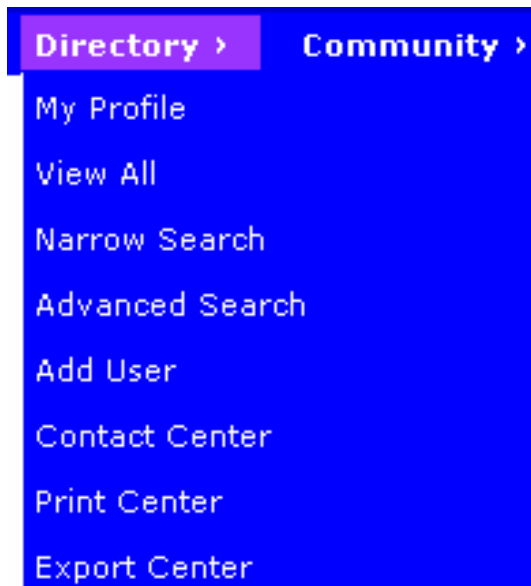 Directory › Community ›
My Profile
View All
Narrow Search
Advanced Search
Add User
Contact Center
Print Center
Export Center